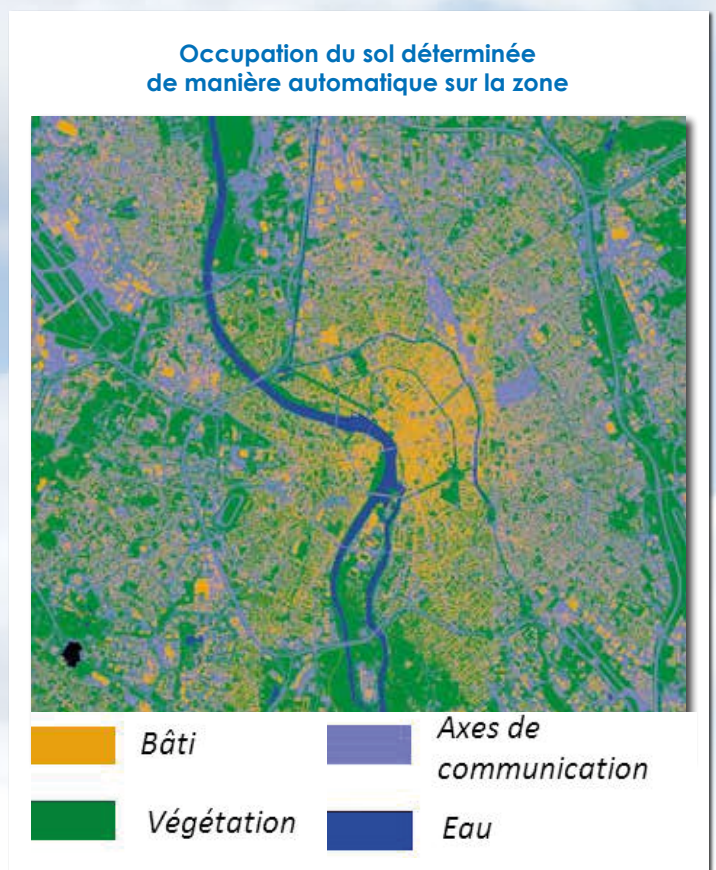 Occupation du sol déterminée
de manière automatique sur la zone
Bâti
Axes de
communication
Végétation
Eau